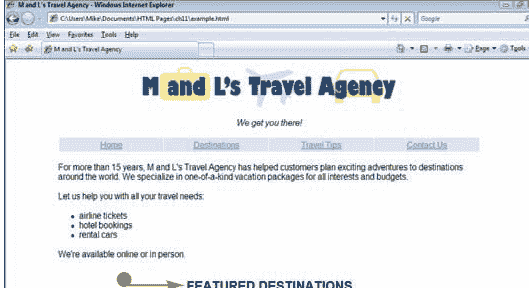 M and L's Travel Agency - Windows Internet Explorer
C:\Users\Mike\Documents\HTML Pages\ch11\example.html Google
File Edit View Favorites Tools Help
M and L's Travel Agency Page Tools
M and L's Travel Agency
We get you there!
Home Destinations Travel Tips Contact Us
For more than 15 years, M and L's Travel Agency has helped customers plan exciting adventures to destinations
around the world. We specialize in one-of-a-kind vacation packages for all interests and budgets.
Let us help you with all your travel needs:
• airline tickets
• hotel bookings
• rental cars
We're available online or in person.
FEATURED DESTINATIONS